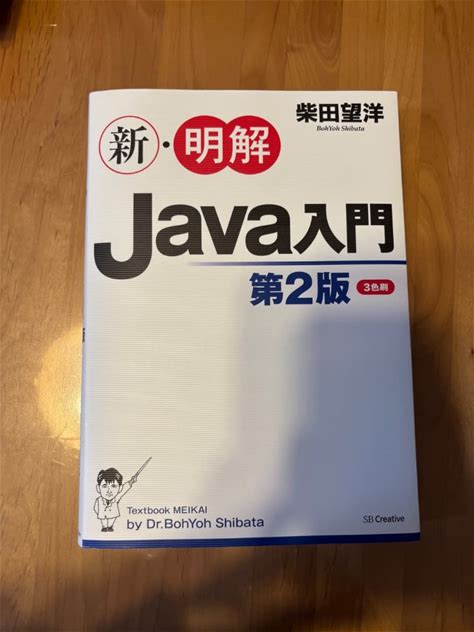 柴田望洋
BohYoh Shibata
新・明解
Java入門
第2版 3色刷
Textbook MEIKAI
by Dr.BohYoh Shibata
SB Creative